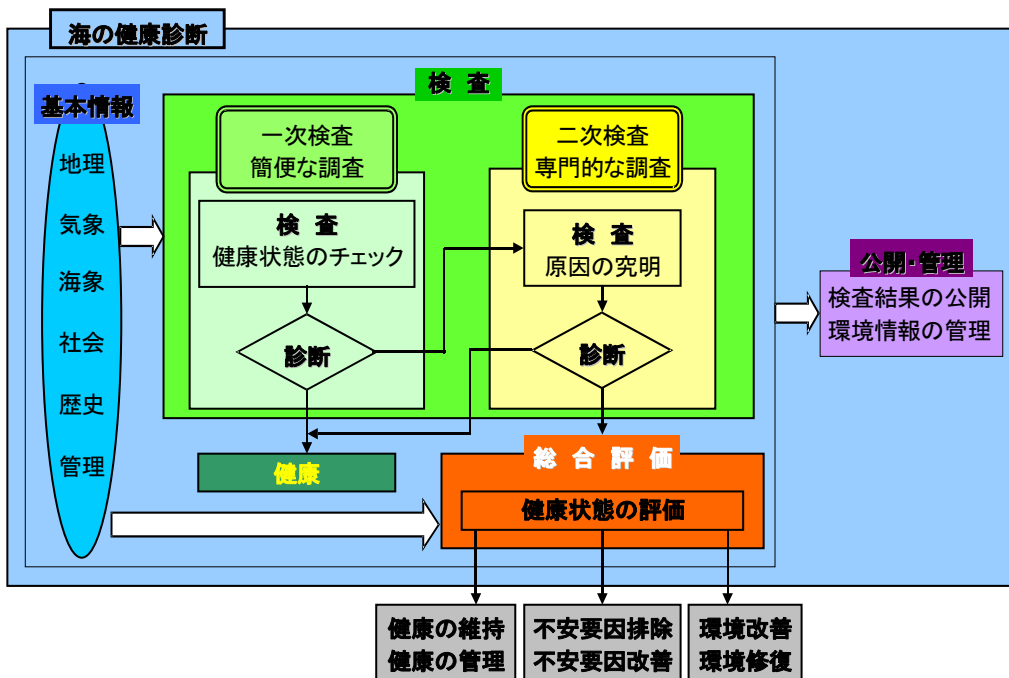 海の健康診断
基本情報
地理
気象
海象
社会
歴史
管理
検 査
一次検査
簡便な調査
検 査
健康状態のチェック
診断
二次検査
専門的な調査
検 査
原因の究明
診断
健康
総 合 評 価
健康状態の評価
公開・管理
検査結果の公開
環境情報の管理
健康の維持
健康の管理
不安要因排除
不安要因改善
環境改善
環境修復